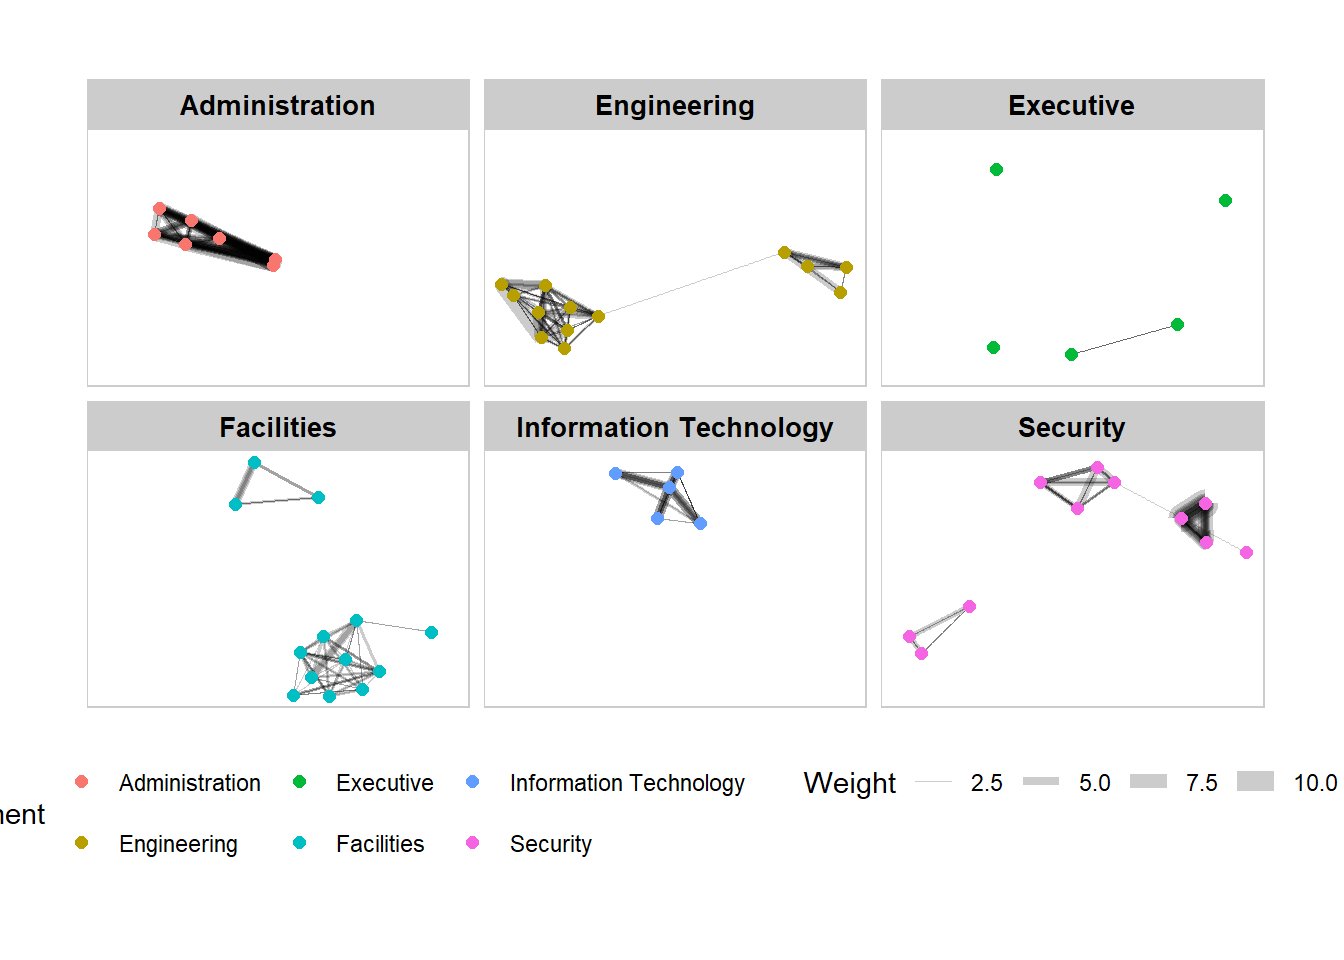 Administration
Engineering
Executive
Facilities
Information Technology
Security
Administration Executive Information Technology Weight 2.5 5.0 7.5 10.0
Engineering Facilities Security